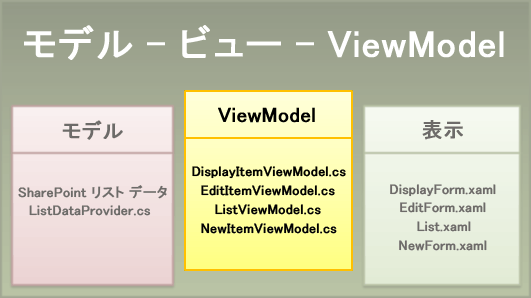 モデル – ビュー – ViewModel
モデル
SharePoint リスト データ
ListDataProvider.cs
ViewModel
DisplayItemViewModel.cs
EditItemViewModel.cs
ListViewModel.cs
NewItemViewModel.cs
表示
DisplayForm.xaml
EditForm.xaml
List.xaml
NewForm.xaml